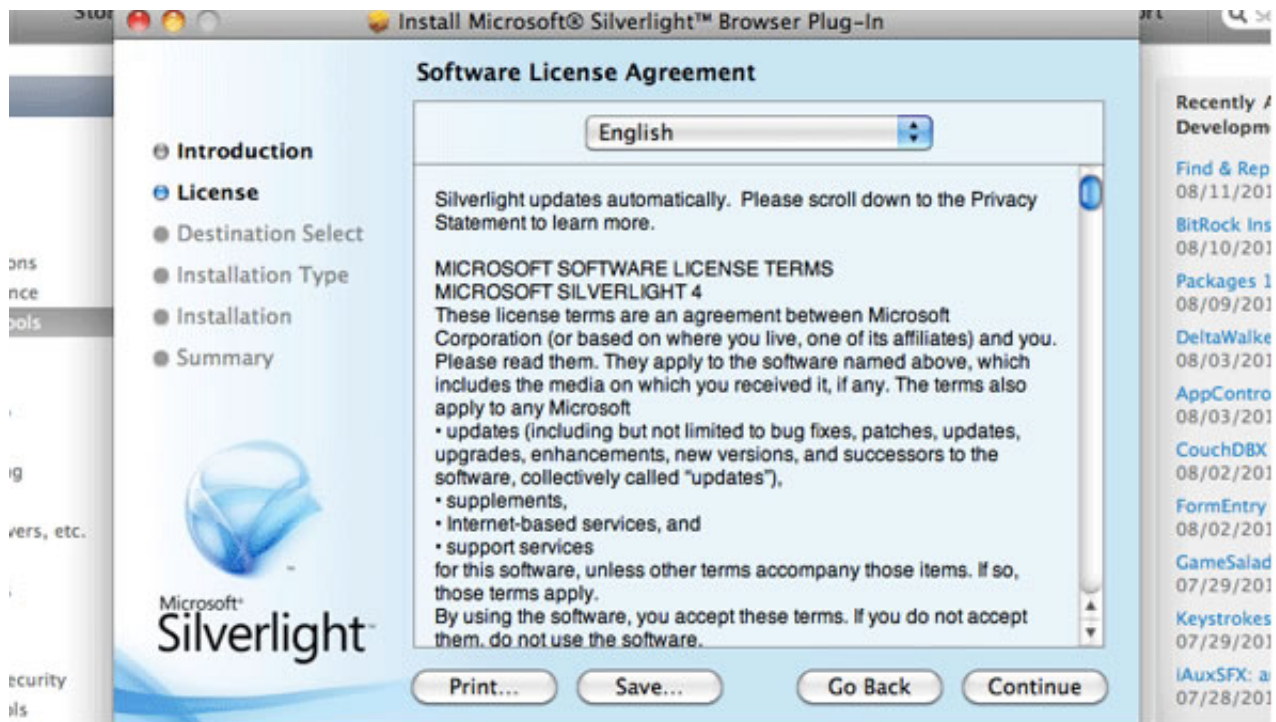 Install Microsoft® Silverlight™ Browser Plug-In
Software License Agreement
English
Introduction
License
Destination Select
Installation Type
Installation
Summary
Microsoft®
Silverlight™
Silverlight updates automatically. Please scroll down to the Privacy
Statement to learn more.
MICROSOFT SOFTWARE LICENSE TERMS
MICROSOFT SILVERLIGHT 4
These license terms are an agreement between Microsoft
Corporation (or based on where you live, one of its affiliates) and you.
Please read them. They apply to the software named above, which
includes the media on which you received it, if any. The terms also
apply to any Microsoft
• updates (including but not limited to bug fixes, patches, updates,
upgrades, enhancements, new versions, and successors to the
software, collectively called "updates"),
• supplements,
• Internet-based services, and
• support services
for this software, unless other terms accompany those items. If so,
those terms apply.
By using the software, you accept these terms. If you do not accept
them, do not use the software.
Print...
Save...
Go Back
Continue
ons
nce
ools
ng
vers, etc.
ecurity
ols
Recently A
Developm
Find & Rep
08/11/201
BitRock Ins
08/10/201
Packages 1
08/09/201
DeltaWalke
08/03/201
AppContro
08/03/201
CouchDBX
08/02/201
FormEntry
08/02/201
GameSalad
07/29/201
Keystrokes
07/29/201
iAuxSFX: a
07/28/201